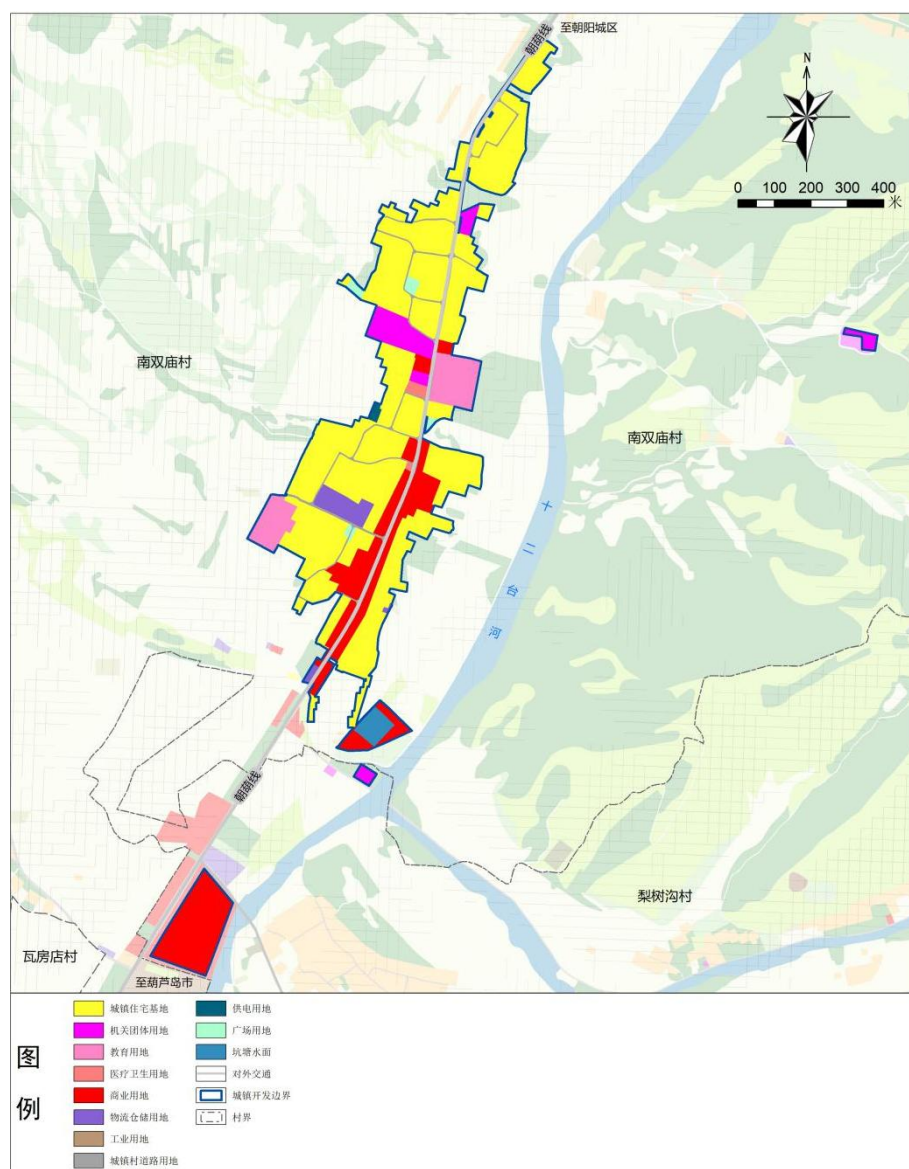 至朝阳城区
朝葫线
N
0 100 200 300 400
米
南双庙村
南双庙村
十二台河
朝葫线
梨树沟村
瓦房店村
至葫芦岛市
图例
城镇住宅基地
机关团体用地
教育用地
医疗卫生用地
商业用地
物流仓储用地
工业用地
城镇村道路用地
供电用地
广场用地
坑塘水面
对外交通
城镇开发边界
村界